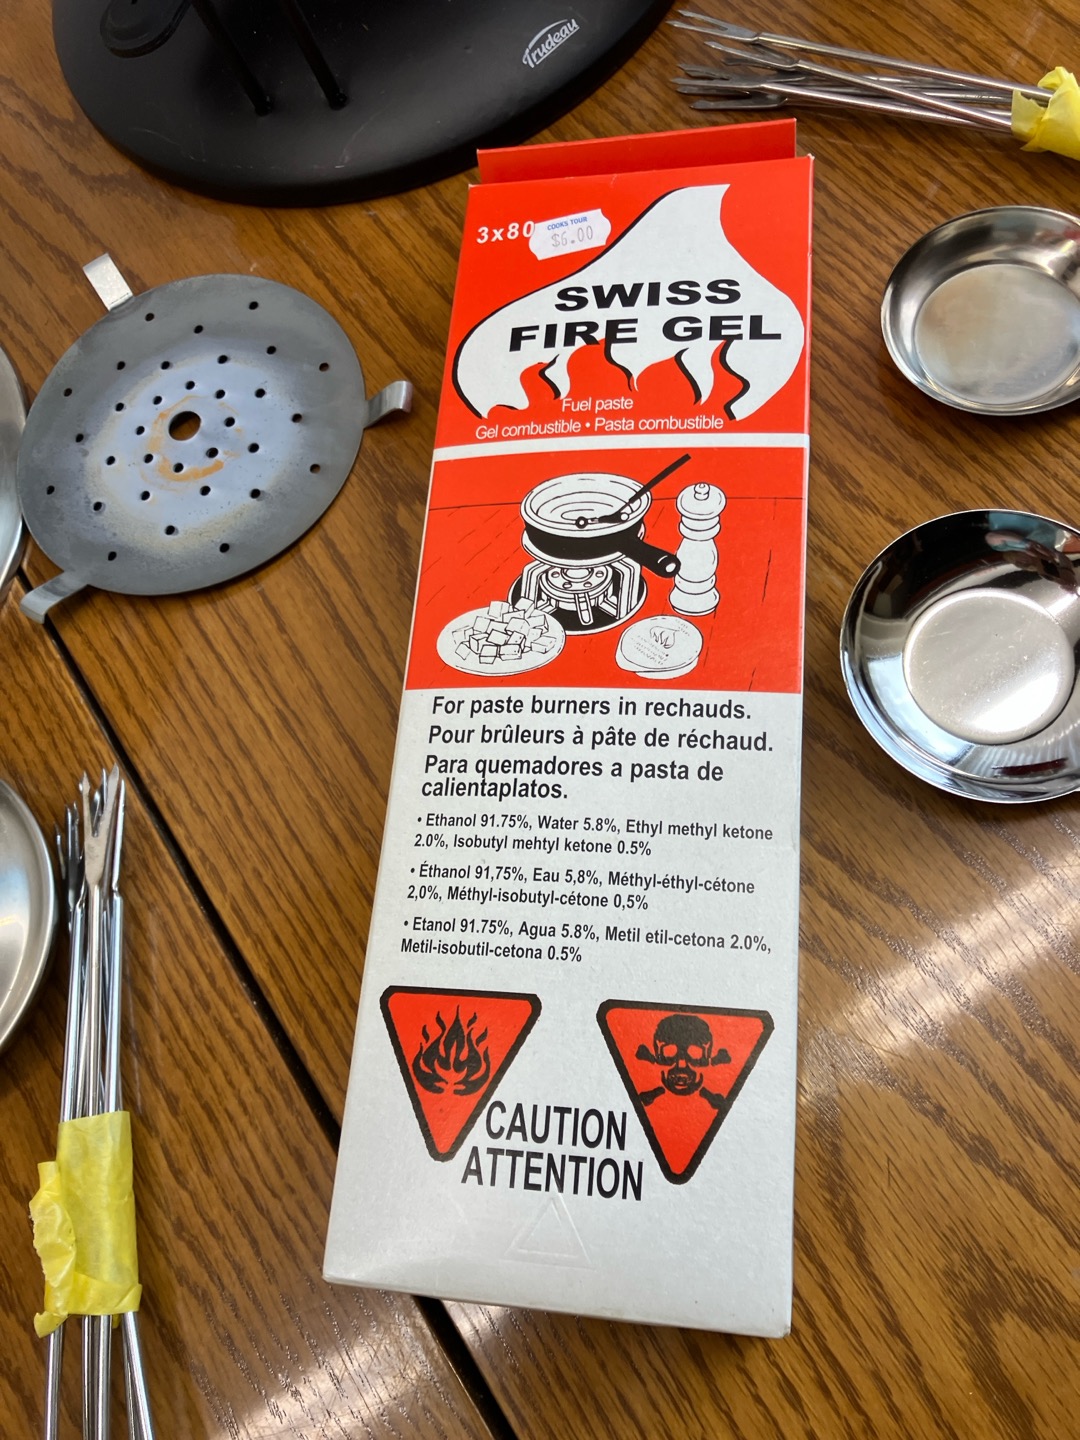 Trudeau
3x80
COOKS TOUR
$6.00
SWISS
FIRE GEL
Fuel paste
Gel combustible • Pasta combustible
For paste burners in rechauds.
Pour brûleurs à pâte de réchaud.
Para quemadores a pasta de
calientaplatos.
• Ethanol 91.75%, Water 5.8%, Ethyl methyl ketone
2.0%, Isobutyl mehtyl ketone 0.5%
• Éthanol 91,75%, Eau 5,8%, Méthyl-éthyl-cétone
2,0%, Méthyl-isobutyl-cétone 0,5%
• Etanol 91.75%, Agua 5.8%, Metil etil-cetona 2.0%,
Metil-isobutil-cetona 0.5%
CAUTION
ATTENTION